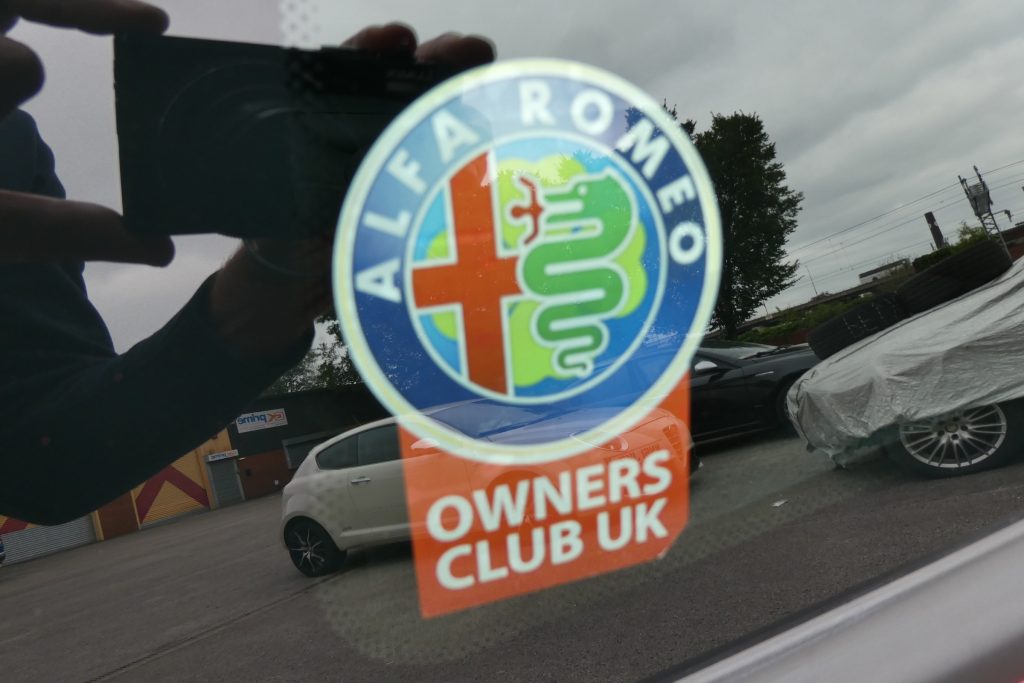 ALFA ROMEO
OWNERS
CLUB UK